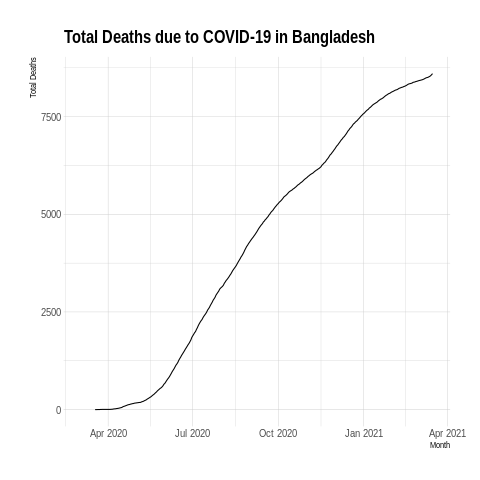 Total Deaths due to COVID-19 in Bangladesh
Total Deaths
7500
5000
2500
0
Apr 2020
Jul 2020
Oct 2020
Jan 2021
Apr 2021
Month